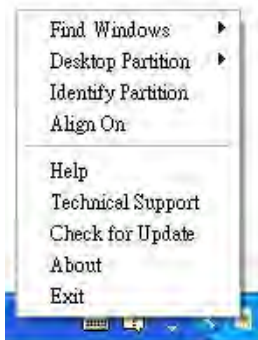 Find Windows
Desktop Partition
Identify Partition
Align On
Help
Technical Support
Check for Update
About
Exit